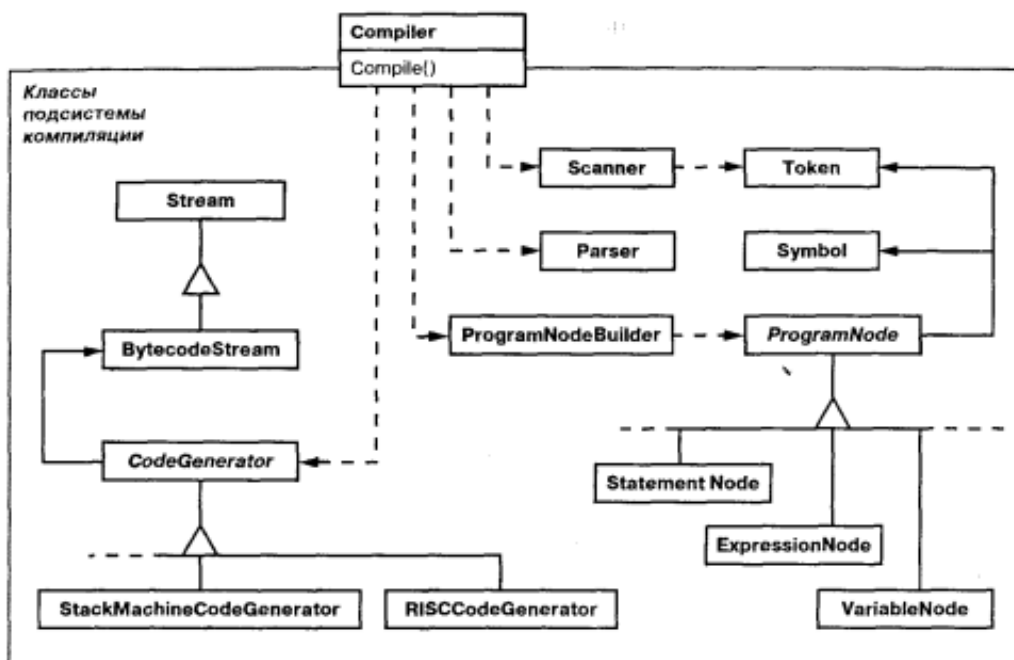 Compiler
Compile()
Классы
подсистемы
компиляции
Scanner
Token
Stream
Parser
Symbol
BytecodeStream
ProgramNodeBuilder
ProgramNode
CodeGenerator
Statement Node
ExpressionNode
StackMachineCodeGenerator
RISCCodeGenerator
VariableNode